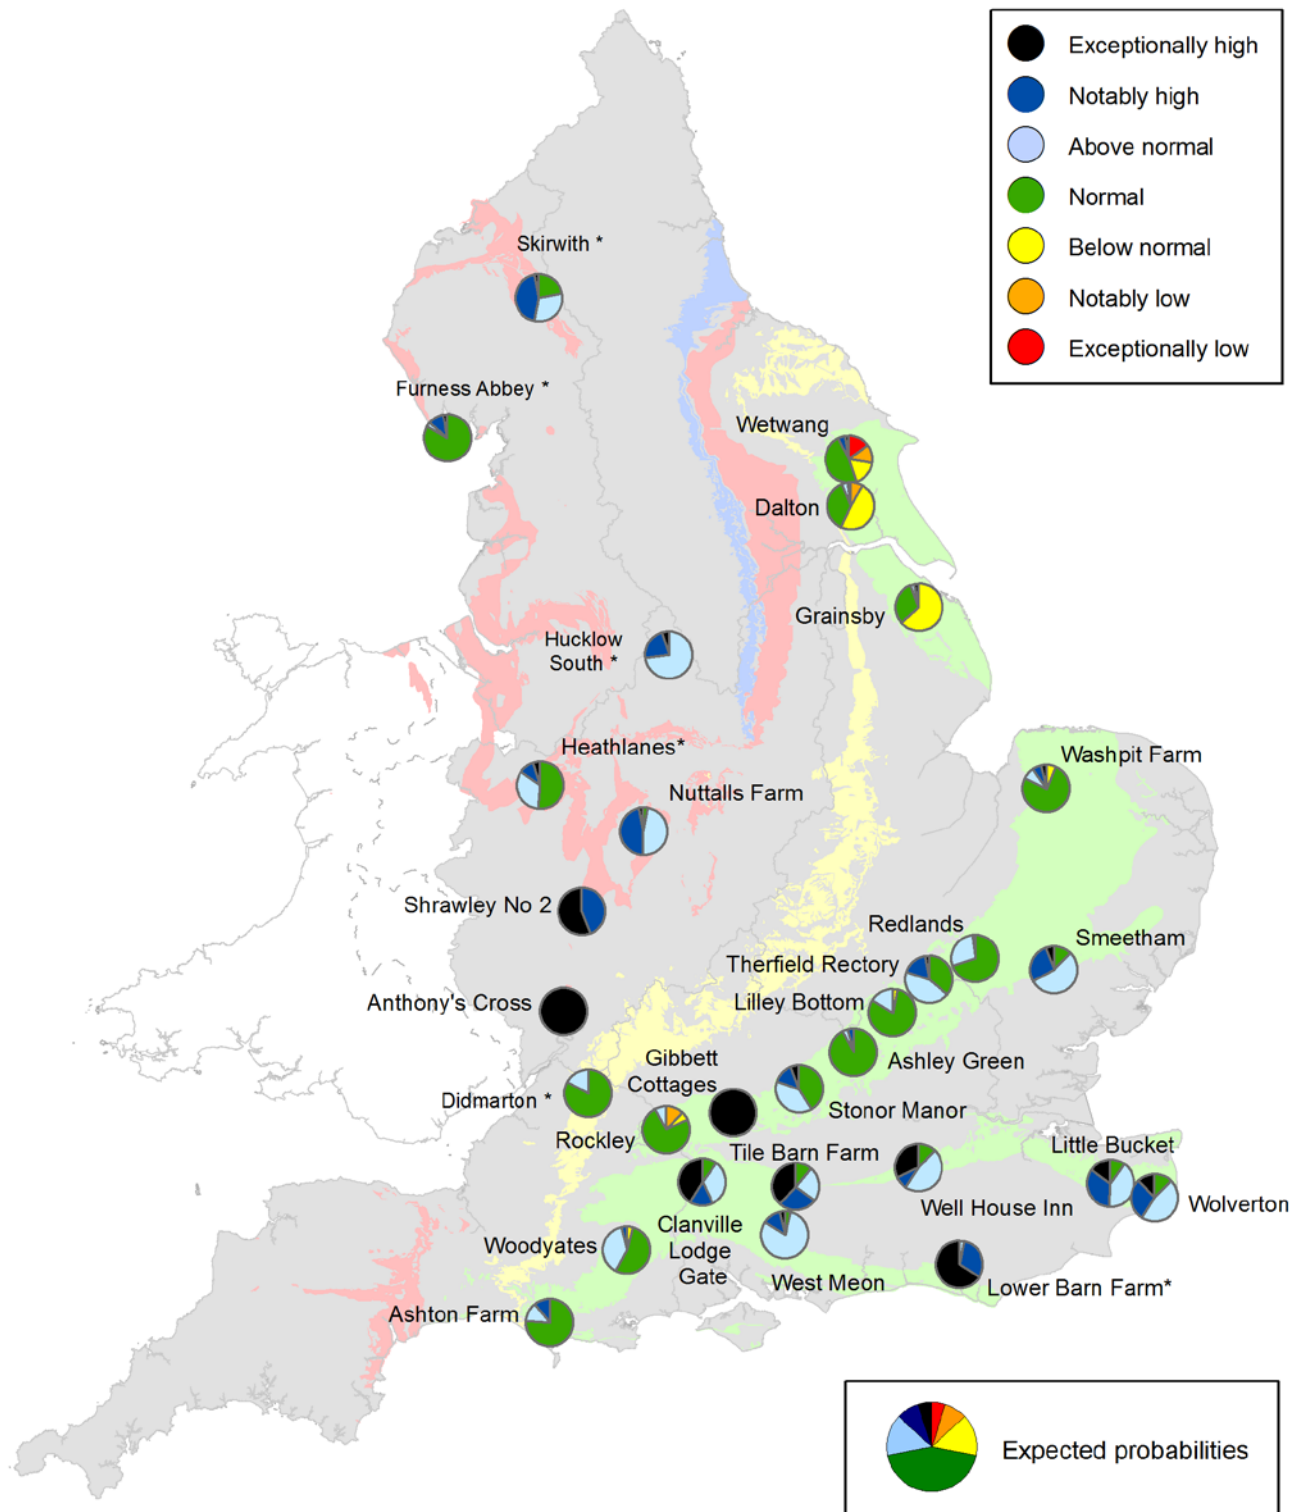 Exceptionally high
Notably high
Above normal
Normal
Below normal
Notably low
Exceptionally low
Skirwith *
Furness Abbey *
Wetwang
Dalton
Grainsby
Hucklow
South *
Heathlanes*
Nuttalls Farm
Washpit Farm
Shrawley No 2
Redlands
Smeetham
Therfield Rectory
Anthony's Cross
Lilley Bottom
Gibbett
Cottages
Ashley Green
Didmarton *
Stonor Manor
Rockley
Tile Barn Farm
Little Bucket
Well House Inn
Wolverton
Clanville
Lodge
Gate
Woodyates
West Meon
Lower Barn Farm*
Ashton Farm
Expected probabilities